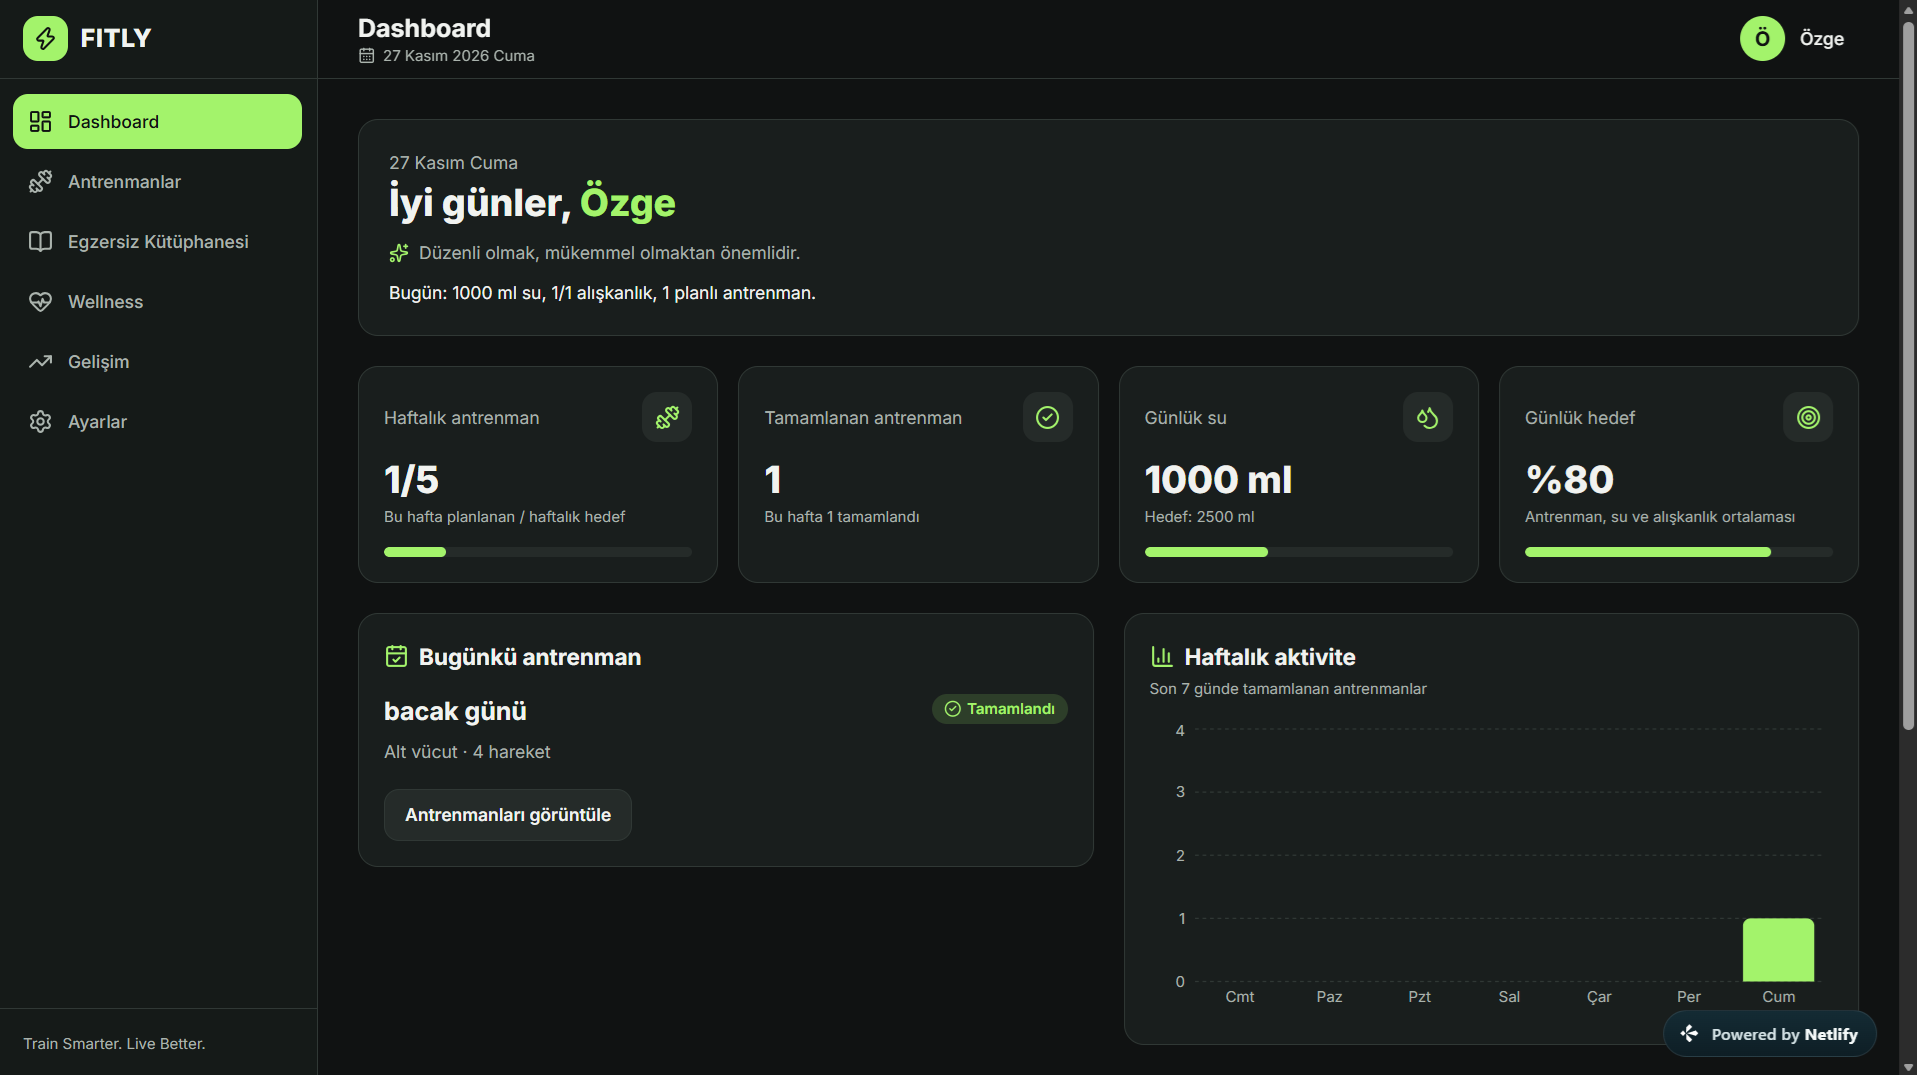 FITLY
Dashboard
27 Kasım 2026 Cuma
Ö
Özge
Dashboard
Antrenmanlar
Egzersiz Kütüphanesi
Wellness
Gelişim
Ayarlar
Train Smarter. Live Better.
27 Kasım Cuma
İyi günler, Özge
Düzenli olmak, mükemmel olmaktan önemlidir.
Bugün: 1000 ml su, 1/1 alışkanlık, 1 planlı antrenman.
Haftalık antrenman
1/5
Bu hafta planlanan / haftalık hedef
Tamamlanan antrenman
1
Bu hafta 1 tamamlandı
Günlük su
1000 ml
Hedef: 2500 ml
Günlük hedef
%80
Antrenman, su ve alışkanlık ortalaması
Bugünkü antrenman
bacak günü
Tamamlandı
Alt vücut · 4 hareket
Antrenmanları görüntüle
Haftalık aktivite
Son 7 günde tamamlanan antrenmanlar
4
3
2
1
0
Cmt Paz Pzt Sal Çar Per Cum
Powered by Netlify